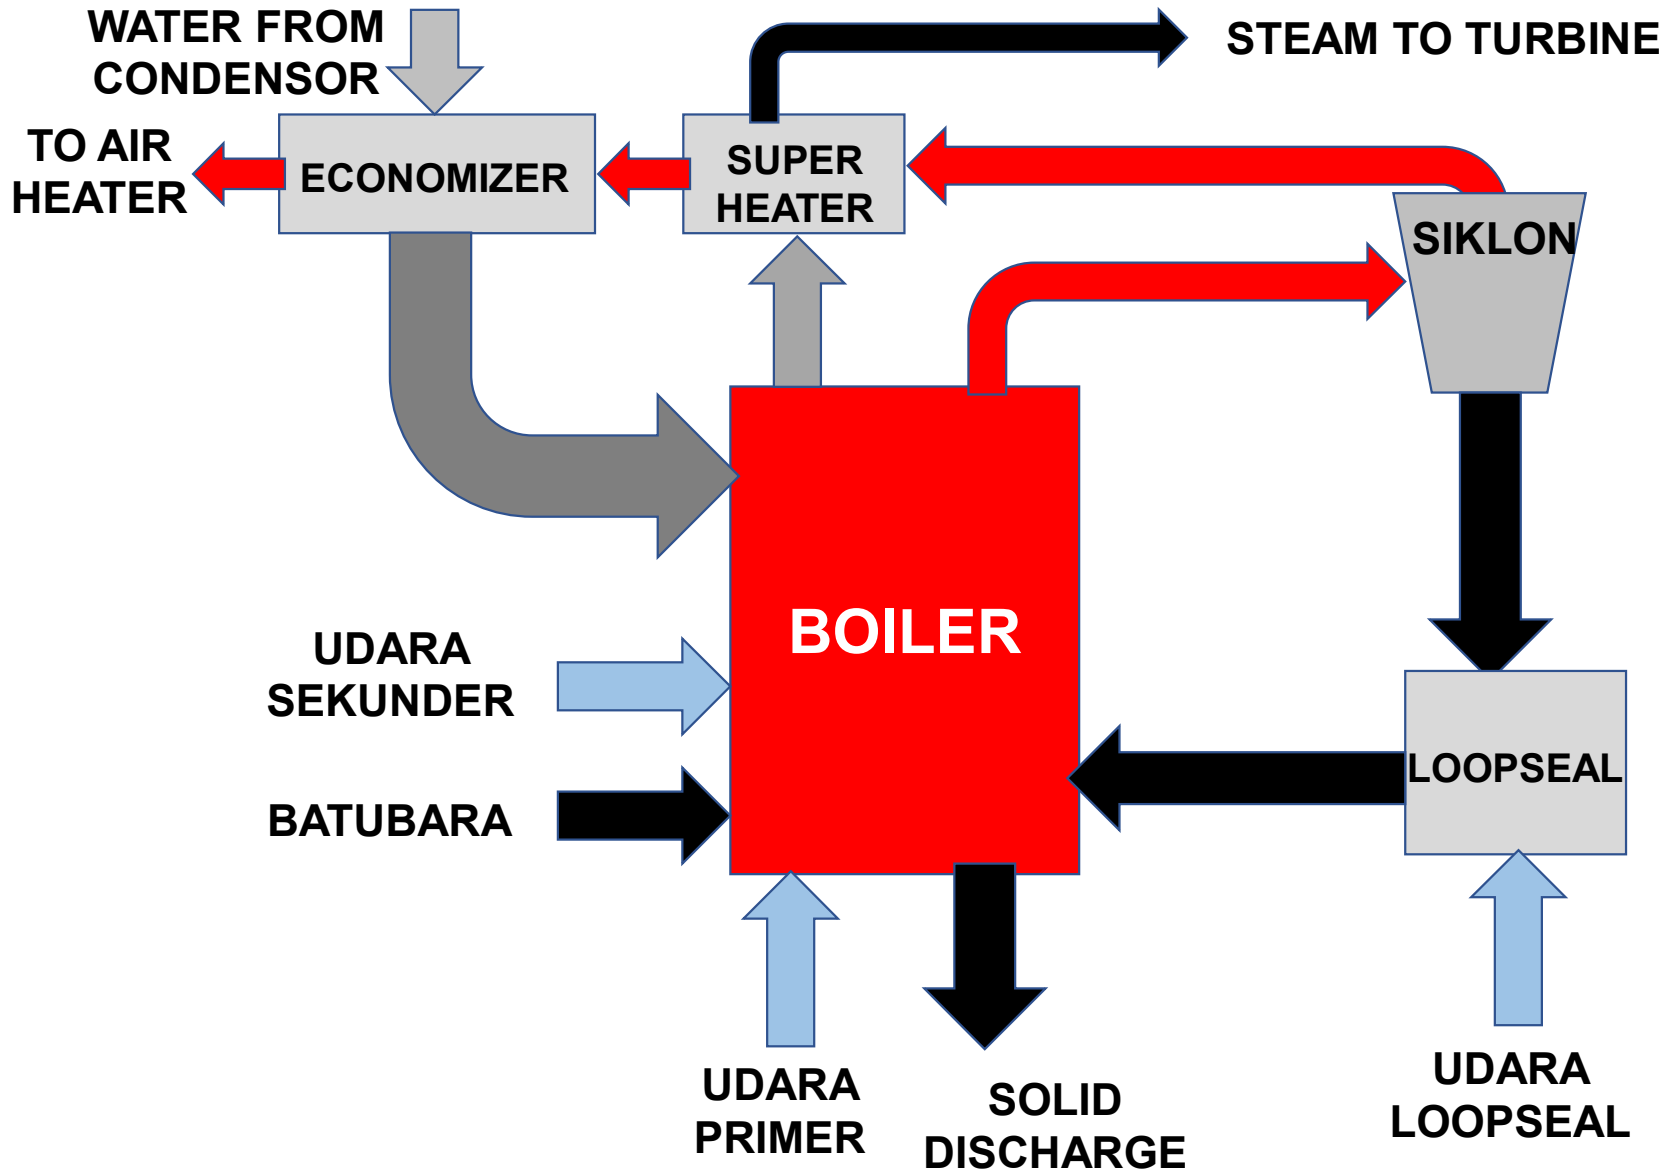 WATER FROM
CONDENSOR
STEAM TO TURBINE
TO AIR
HEATER
ECONOMIZER
SUPER
HEATER
SIKLON
BOILER
UDARA
SEKUNDER
BATUBARA
LOOPSEAL
UDARA
PRIMER
SOLID
DISCHARGE
UDARA
LOOPSEAL